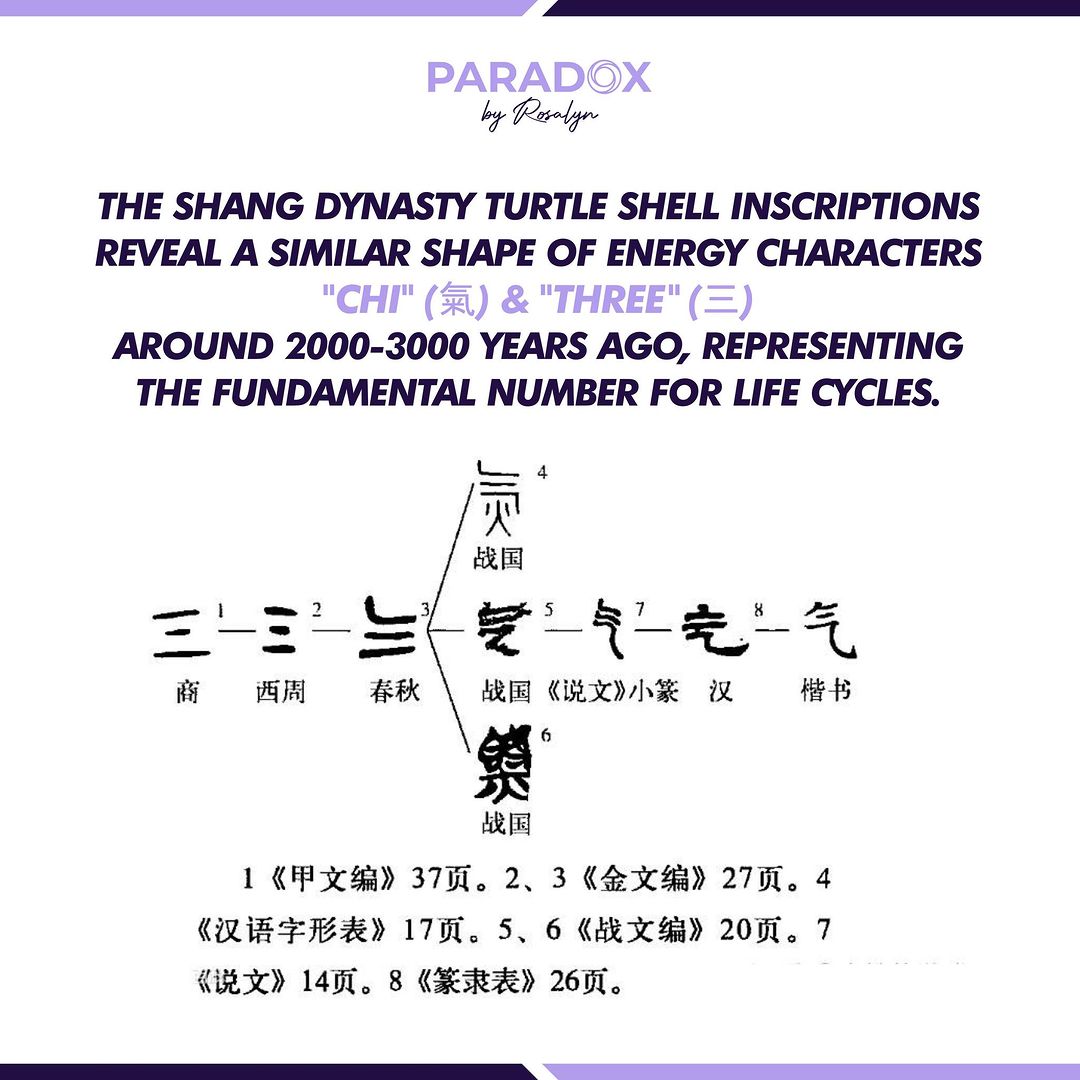 PARADOX
by Rosalyn
THE SHANG DYNASTY TURTLE SHELL INSCRIPTIONS
REVEAL A SIMILAR SHAPE OF ENERGY CHARACTERS
"CHI" (氣) & "THREE" (三)
AROUND 2000-3000 YEARS AGO, REPRESENTING
THE FUNDAMENTAL NUMBER FOR LIFE CYCLES.
4
战国
1 2 3 5 7 8 气
商 西周 春秋 战国 《说文》小篆 汉 楷书
6
战国
1《甲文编》37页。2、3《金文编》27页。4
《汉语字形表》17页。5、6《战文编》20页。7
《说文》14页。8《篆隶表》26页。